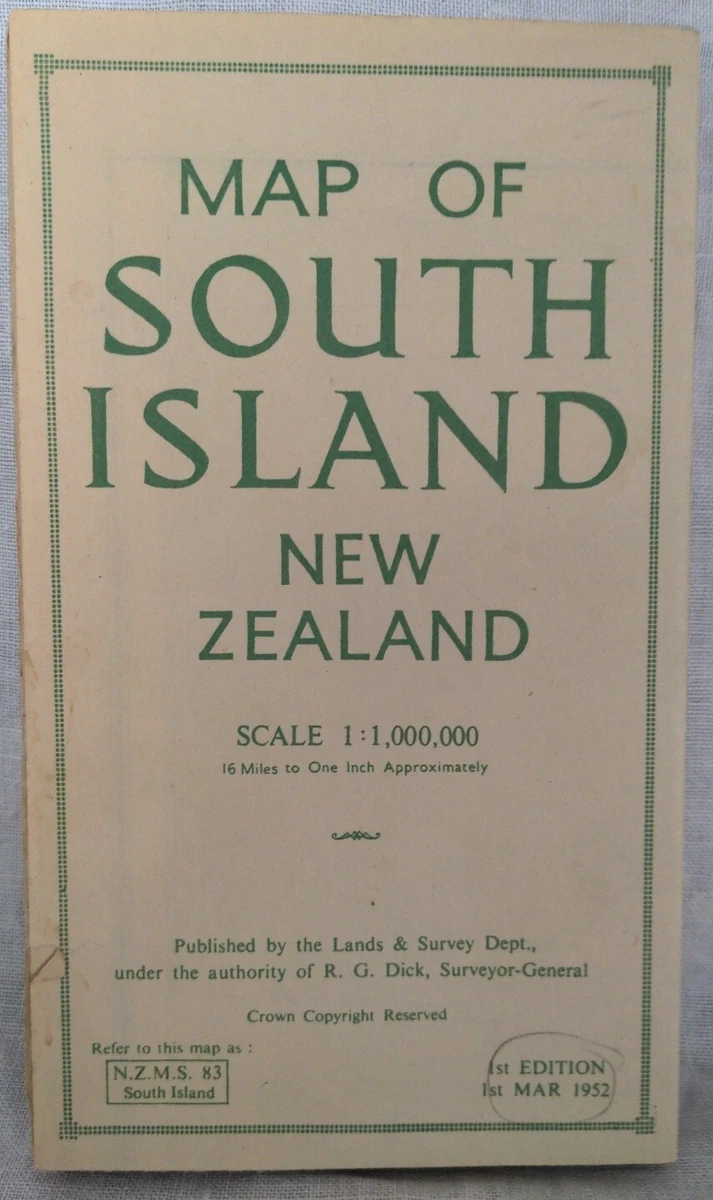 MAP OF
SOUTH
ISLAND
NEW
ZEALAND
SCALE 1:1,000,000
16 Miles to One Inch Approximately
Published by the Lands & Survey Dept.,
under the authority of R. G. Dick, Surveyor-General
Crown Copyright Reserved
Refer to this map as :
N.Z.M.S. 83
South Island
1st EDITION
1st MAR 1952